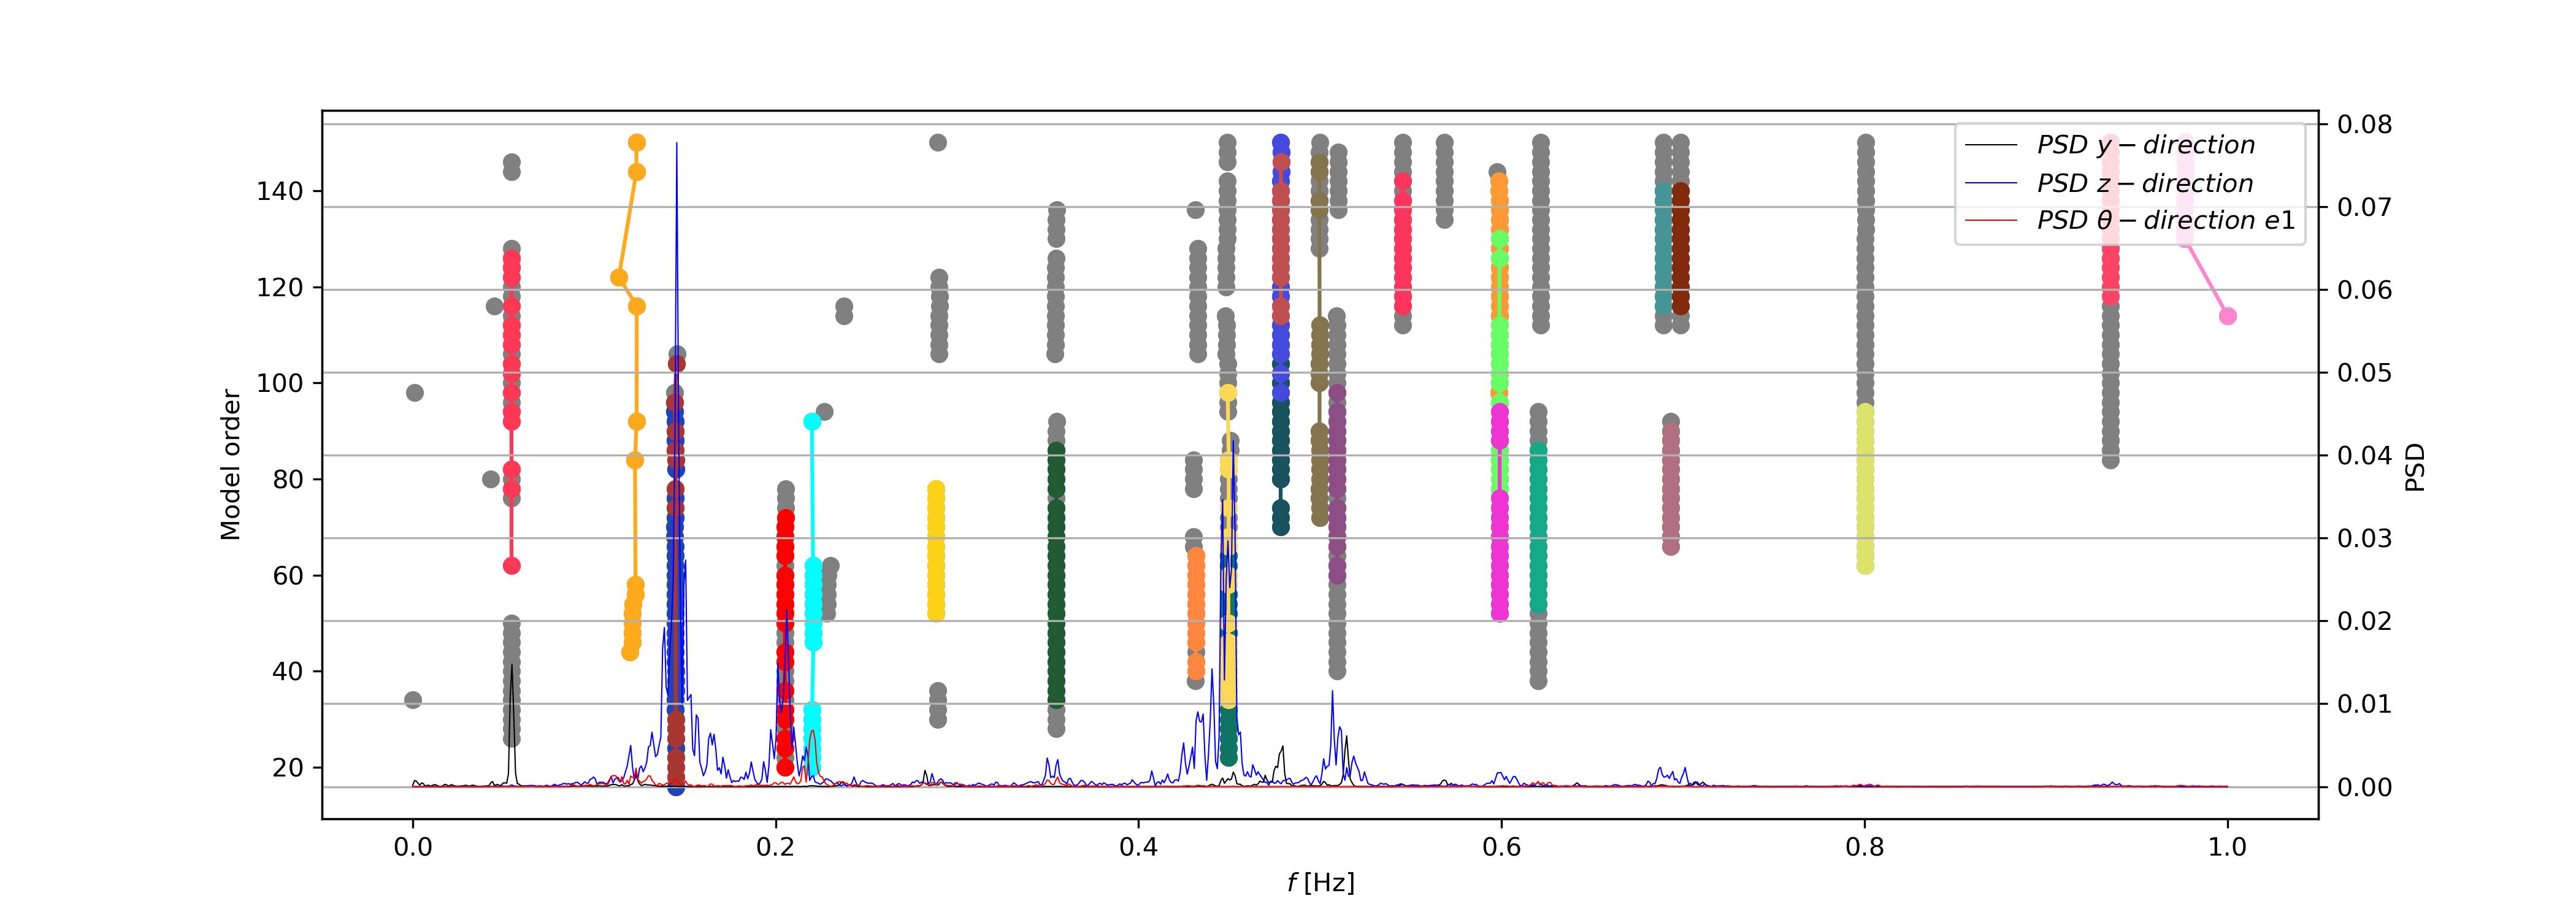 PSD y − direction
PSD z − direction
PSD θ − direction e1
Model order
140
120
100
80
60
40
20
0.08
0.07
0.06
0.05
0.04
0.03
0.02
0.01
0.00
PSD
0.0 0.2 0.4 0.6 0.8 1.0
f [Hz]